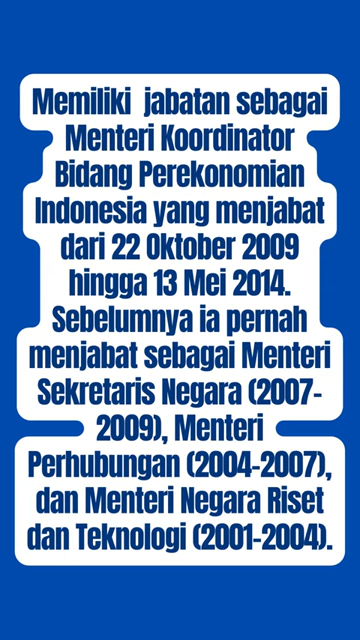 Memiliki jabatan sebagai
Menteri Koordinator
Bidang Perekonomian
Indonesia yang menjabat
dari 22 Oktober 2009
hingga 13 Mei 2014.
Sebelumnya ia pernah
menjabat sebagai Menteri
Sekretaris Negara (2007-
2009), Menteri
Perhubungan (2004-2007),
dan Menteri Negara Riset
dan Teknologi (2001-2004).